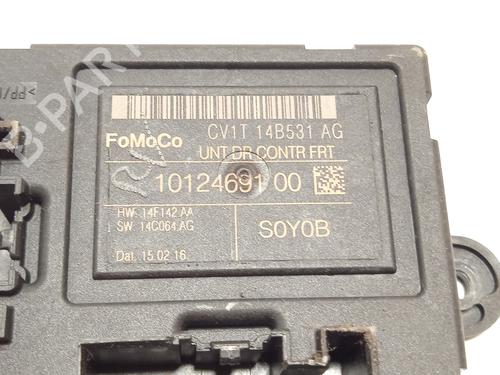 CV1T 14B531 AG
FoMoCo
UNT DR CONTR FRT
10124691 00
HW: 14F142 AA
SW: 14C064 AG
S0Y0B
Dat. 15.02.16